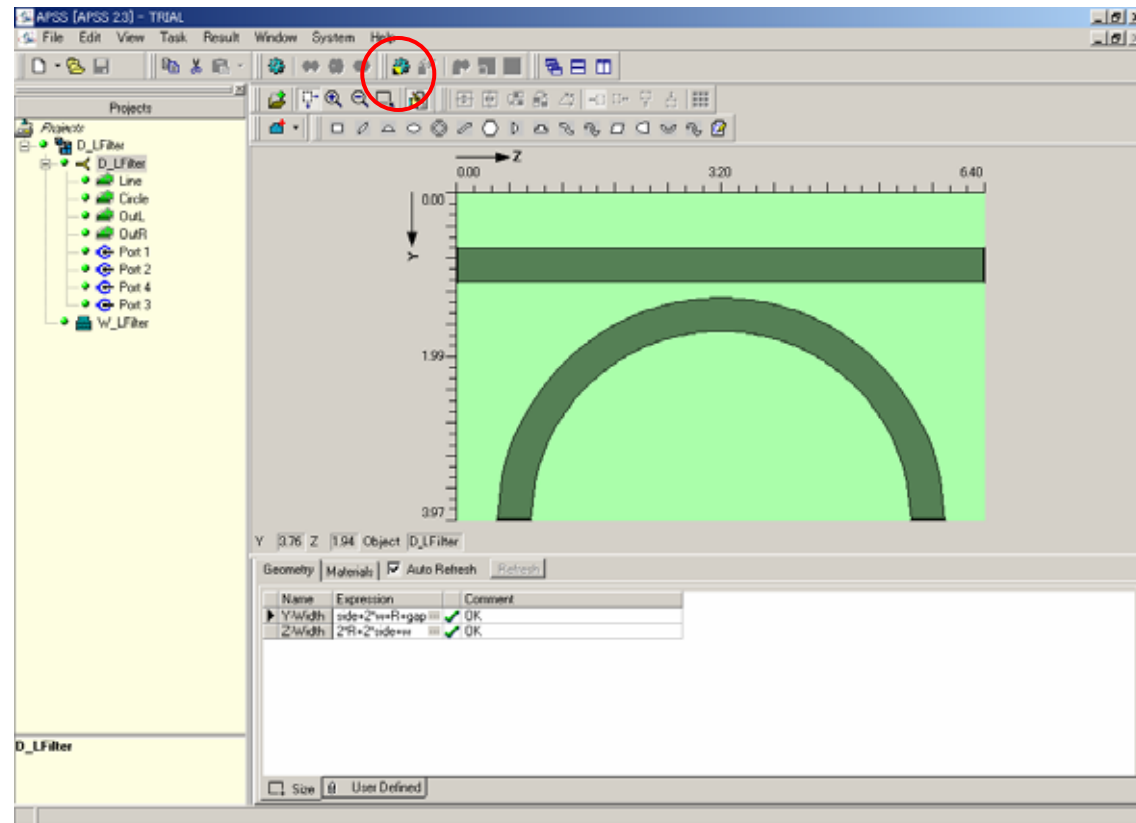 APSS [APSS 2.3] - TRIAL
File Edit View Task Result Window System Help
Projects
Projects
D_LFilter
D_LFilter
Line
Circle
OutL
OutR
Port 1
Port 2
Port 4
Port 3
W_LFilter
Z
0.00 3.20 6.40
0.00
Y
1.99
3.97
Y 3.76 Z 1.94 Object D_LFilter
Geometry Materials Auto Refresh Refresh
Name Expression Comment
Y-Width side+2*w+R+gap OK
Z-Width 2*R+2*side+w OK
D_LFilter
Size User Defined